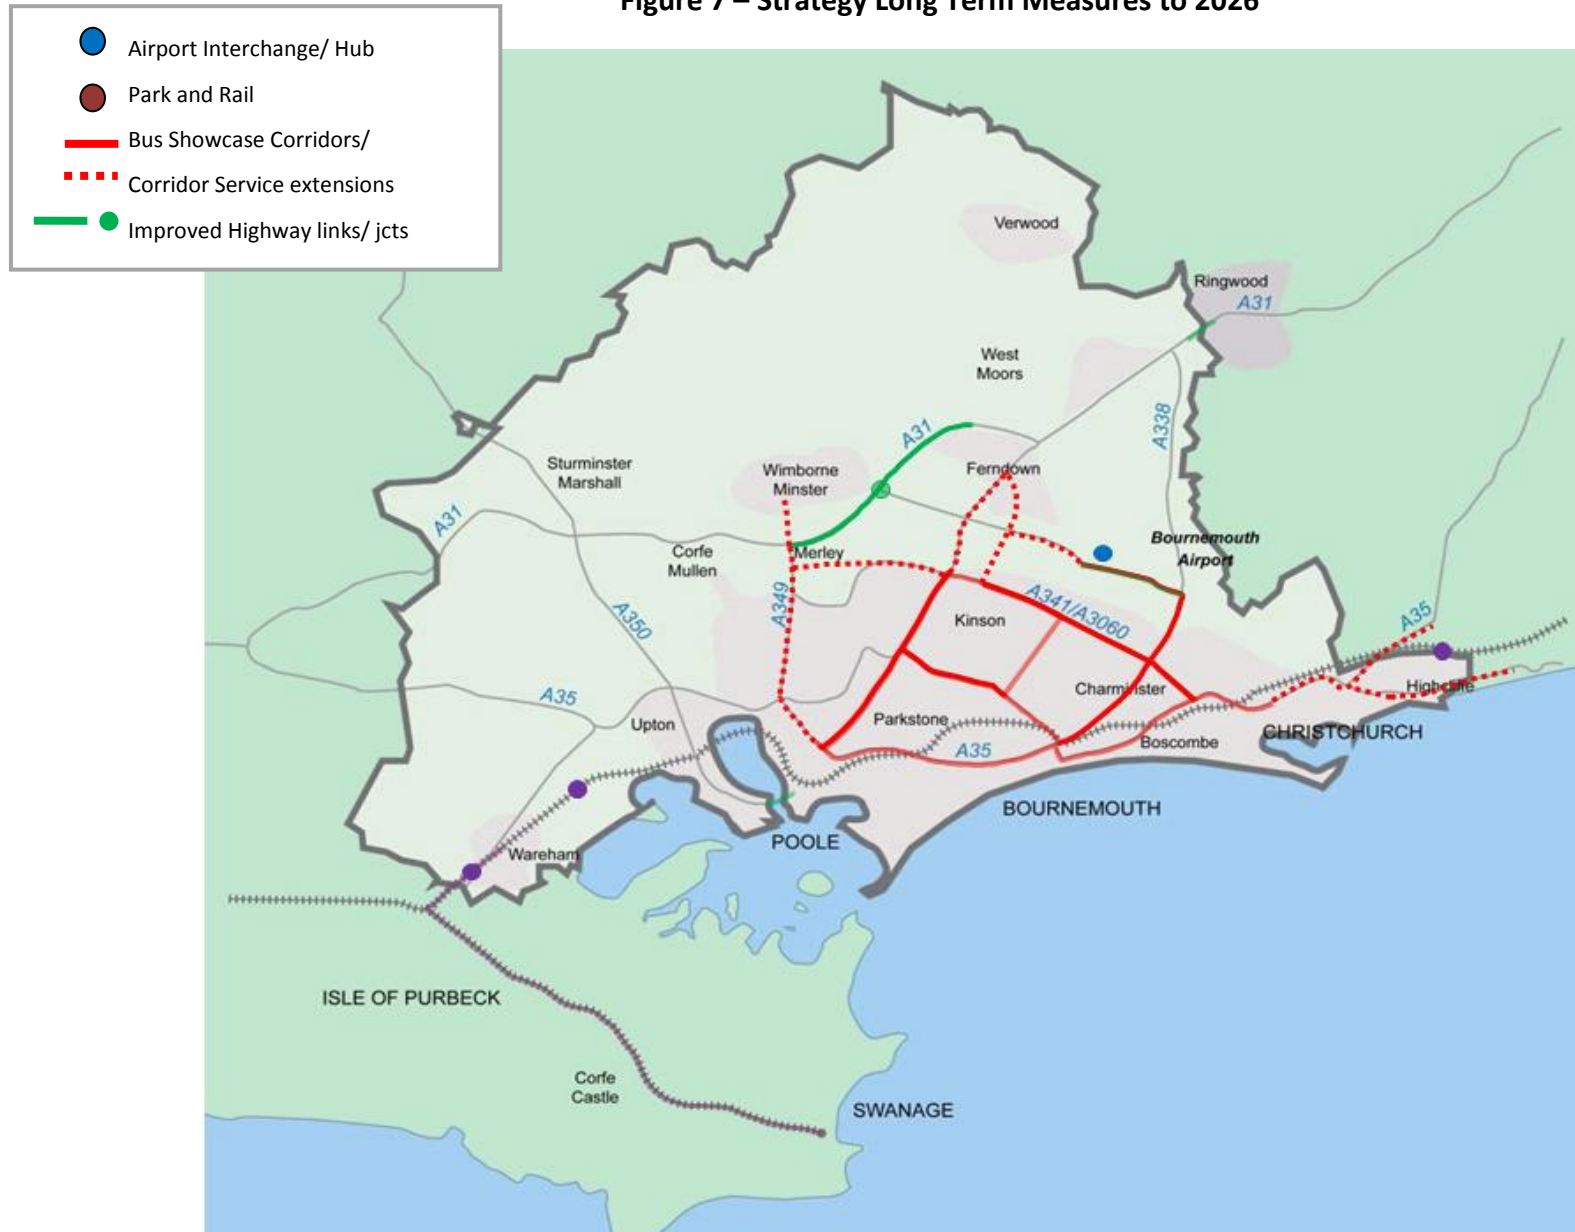 Figure 7 – Strategy Long Term Measures to 2026
Airport Interchange/ Hub
Park and Rail
Bus Showcase Corridors/
Corridor Service extensions
Improved Highway links/ jcts
Verwood
Ringwood
A31
West
Moors
A338
A31
Sturminster
Marshall
Wimborne
Minster
Ferndown
A31
Corfe
Mullen
Merley
Bournemouth
Airport
A349
A350
Kinson
A341/A3060
A35
A35
Upton
Parkstone
Charminster
Highcliffe
A35
Boscombe
CHRISTCHURCH
BOURNEMOUTH
POOLE
Wareham
ISLE OF PURBECK
Corfe
Castle
SWANAGE